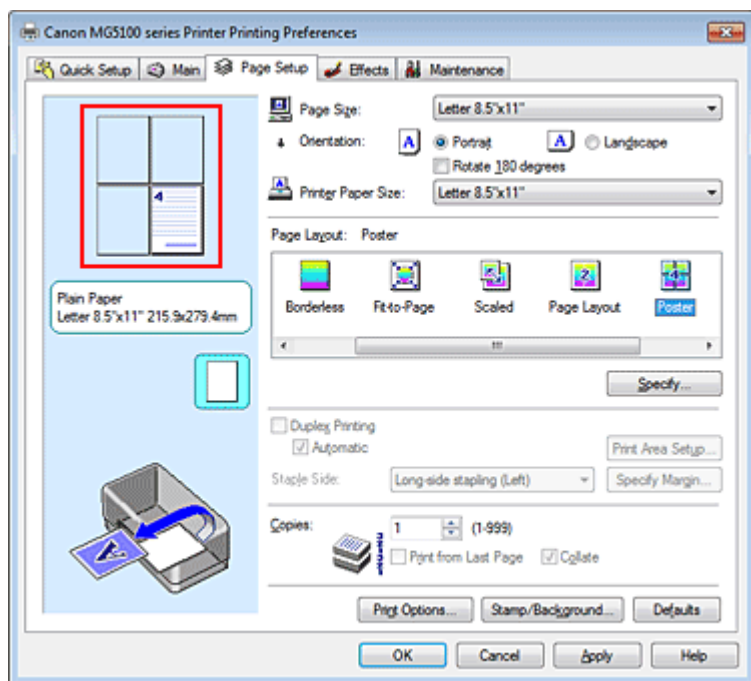 Canon MG5100 series Printer Printing Preferences
Quick Setup Main Page Setup Effects Maintenance
Page Size: Letter 8.5"x11"
Orientation: A Portrait A Landscape
Rotate 180 degrees
Printer Paper Size: Letter 8.5"x11"
Page Layout: Poster
Borderless Fit-to-Page Scaled Page Layout Poster
4
Plain Paper
Letter 8.5"x11" 215.9x279.4mm
Specify...
Duplex Printing
Automatic Print Area Setup...
Staple Side: Long-side stapling (Left) Specify Margin...
Copies: 1 (1-999)
Print from Last Page Collate
Print Options... Stamp/Background... Defaults
OK Cancel Apply Help